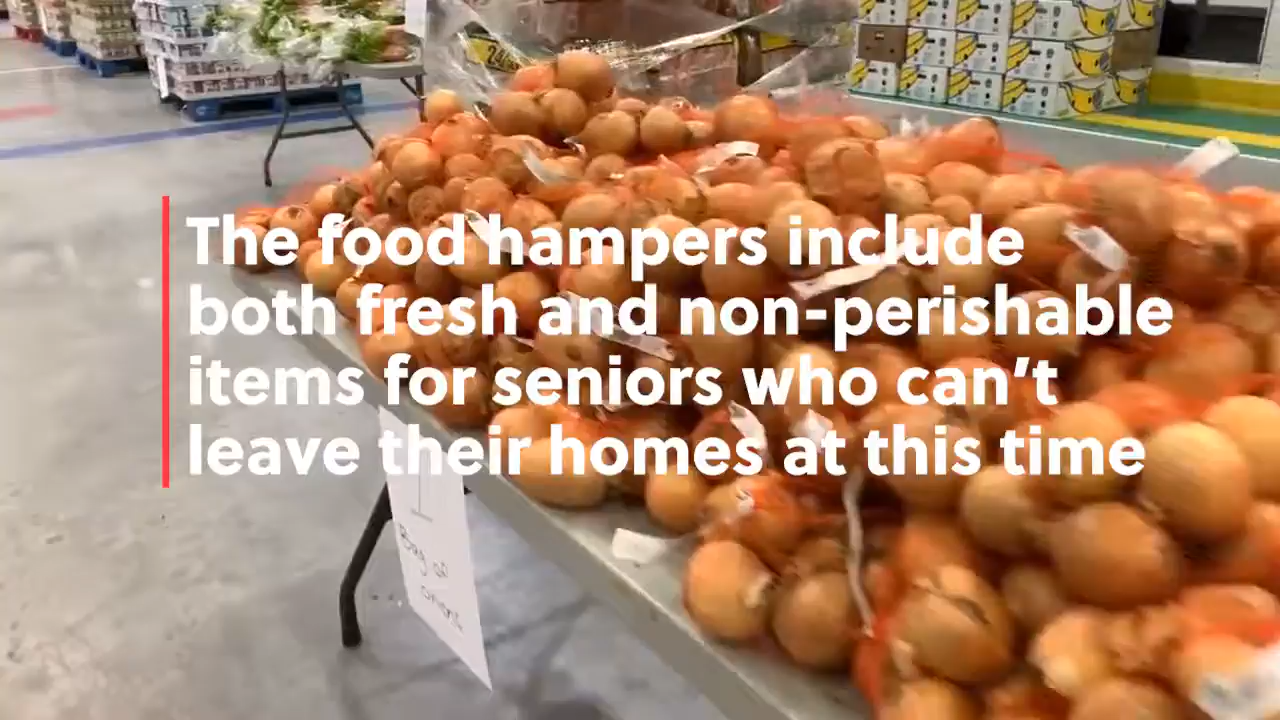 The food hampers include
both fresh and non-perishable
items for seniors who can't
leave their homes at this time
1
Bag of
onions